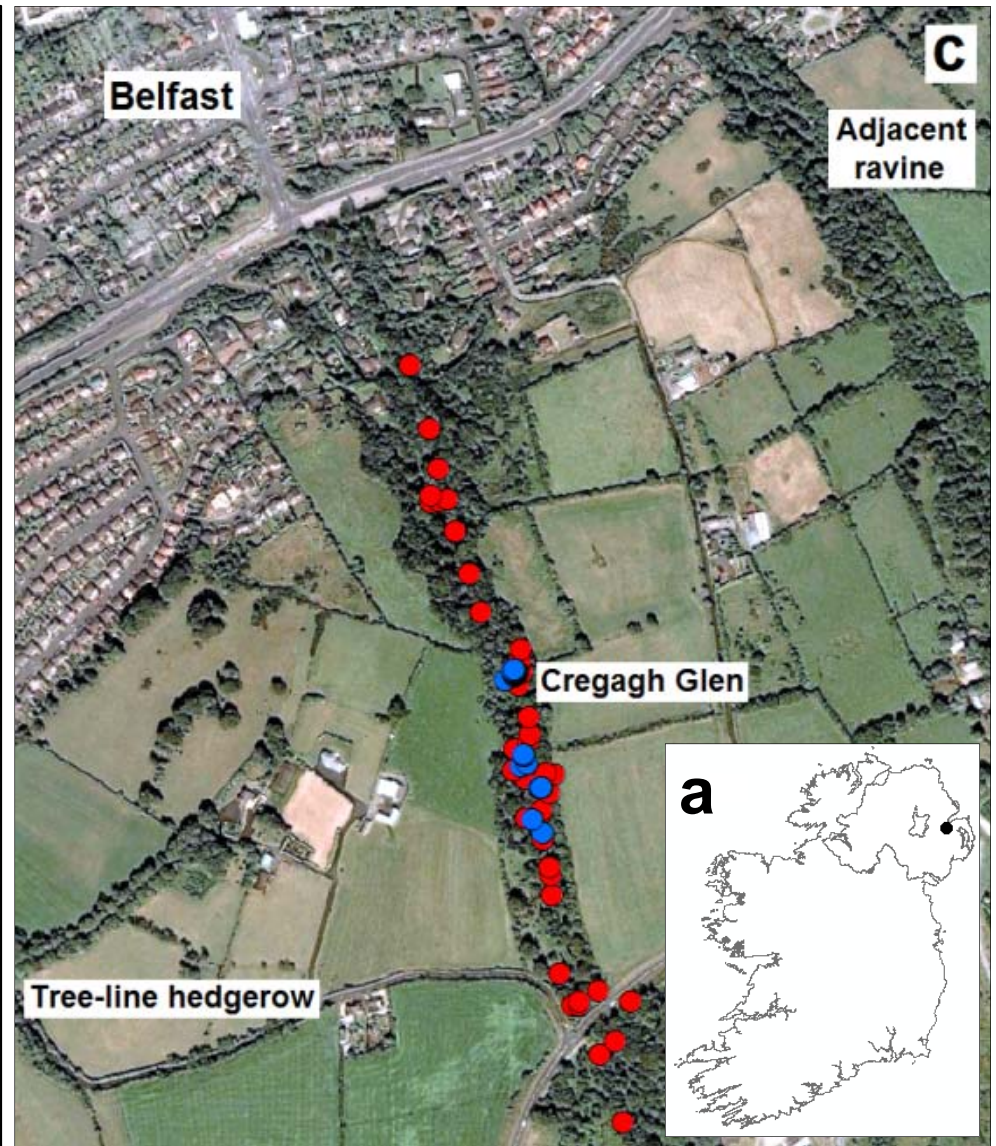 Belfast
C
Adjacent
ravine
Cregagh Glen
a
Tree-line hedgerow